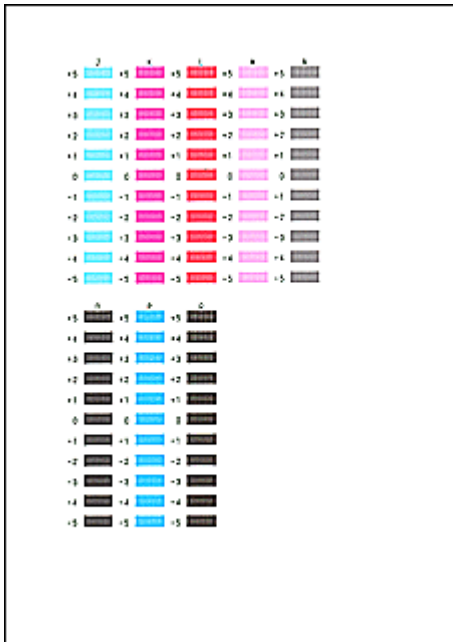 +5 +5 +5 +5 +5
+4 +4 +4 +4 +4
+3 +3 +3 +3 +3
+2 +2 +2 +2 +2
+1 +1 +1 +1 +1
0 0 0 0 0
-1 -1 -1 -1 -1
-2 -2 -2 -2 -2
-3 -3 -3 -3 -3
-4 -4 -4 -4 -4
-5 -5 -5 -5 -5
+5 +5 +5
+4 +4 +4
+3 +3 +3
+2 +2 +2
+1 +1 +1
0 0 0
-1 -1 -1
-2 -2 -2
-3 -3 -3
-4 -4 -4
-5 -5 -5